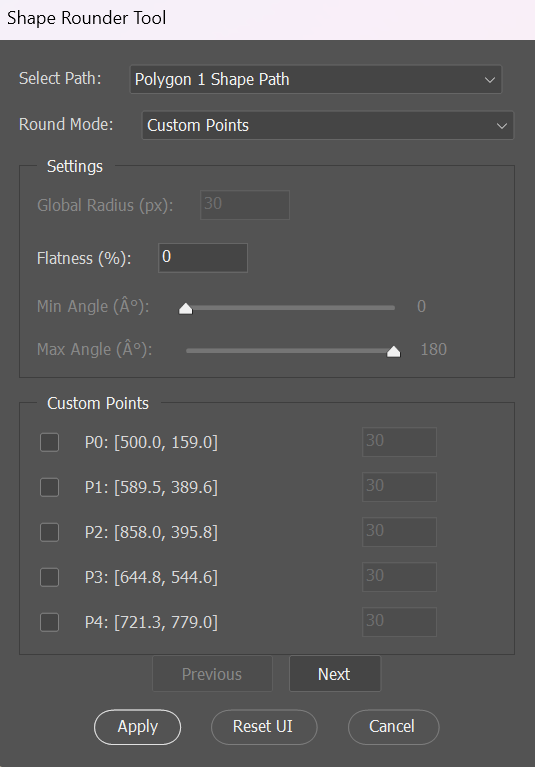 Shape Rounder Tool
Select Path: Polygon 1 Shape Path
Round Mode: Custom Points
Settings
Global Radius (px): 30
Flatness (%): 0
Min Angle (Âº): 0
Max Angle (Âº): 180
Custom Points
P0: [500.0, 159.0] 30
P1: [589.5, 389.6] 30
P2: [858.0, 395.8] 30
P3: [644.8, 544.6] 30
P4: [721.3, 779.0] 30
Previous Next
Apply Reset UI Cancel